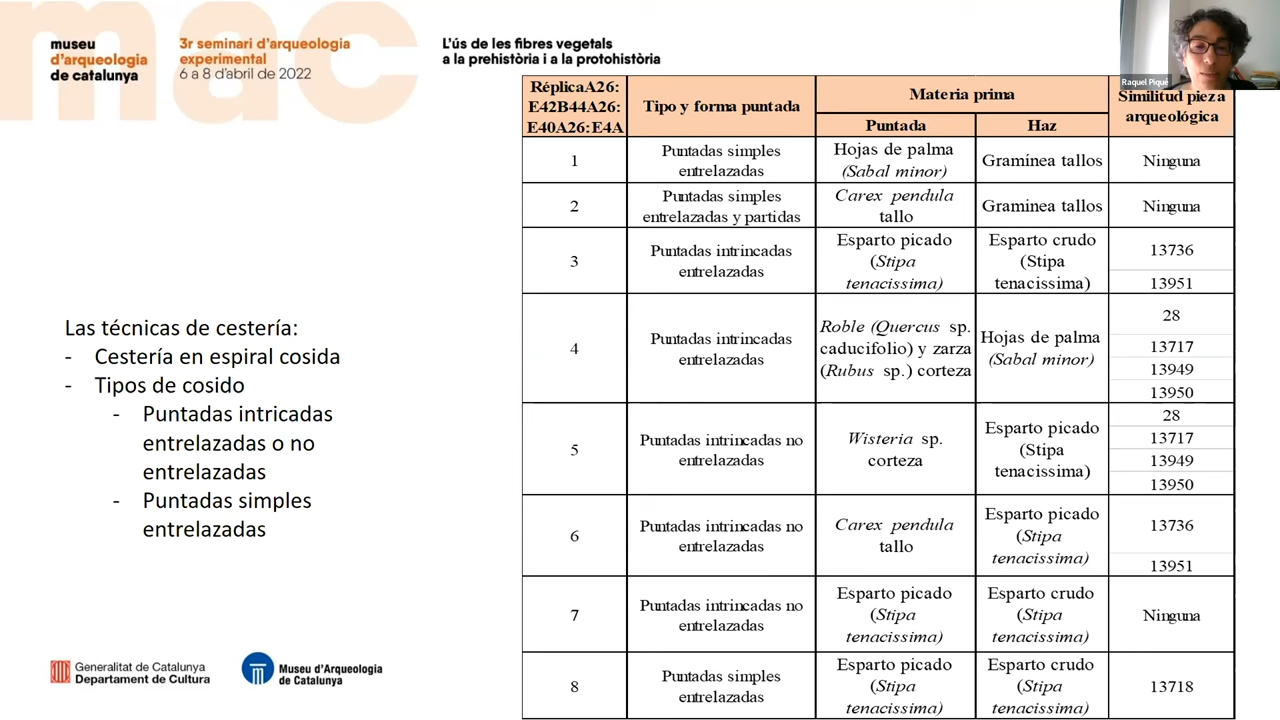 museu
d'arqueologia
de catalunya
3r seminari d'arqueologia
experimental
6 a 8 d'abril de 2022
L'ús de les fibres vegetals
a la prehistòria i a la protohistòria
Raquel Piqué
Las técnicas de cestería:
- Cestería en espiral cosida
- Tipos de cosido
- Puntadas intricadas
entrelazadas o no
entrelazadas
- Puntadas simples
entrelazadas
Generalitat de Catalunya
Departament de Cultura
Museu d'Arqueologia
de Catalunya
RéplicaA26:
E42B44A26:
E40A26:E4A
Tipo y forma puntada
Materia prima
Puntada
Haz
Similitud pieza
arqueológica
1
Puntadas simples
entrelazadas
Hojas de palma
(Sabal minor)
Gramínea tallos
Ninguna
2
Puntadas simples
entrelazadas y partidas
Carex pendula
tallo
Gramínea tallos
Ninguna
3
Puntadas intrincadas
entrelazadas
Esparto picado
(Stipa
tenacissima)
Esparto crudo
(Stipa
tenacissima)
13736
13951
4
Puntadas intrincadas
entrelazadas
Roble (Quercus sp.
caducifolio) y zarza
(Rubus sp.) corteza
Hojas de palma
(Sabal minor)
28
13717
13949
13950
5
Puntadas intrincadas no
entrelazadas
Wisteria sp.
corteza
Esparto picado
(Stipa
tenacissima)
28
13717
13949
13950
6
Puntadas intrincadas no
entrelazadas
Carex pendula
tallo
Esparto picado
(Stipa
tenacissima)
13736
13951
7
Puntadas intrincadas no
entrelazadas
Esparto picado
(Stipa
tenacissima)
Esparto crudo
(Stipa
tenacissima)
Ninguna
8
Puntadas simples
entrelazadas
Esparto picado
(Stipa
tenacissima)
Esparto crudo
(Stipa
tenacissima)
13718